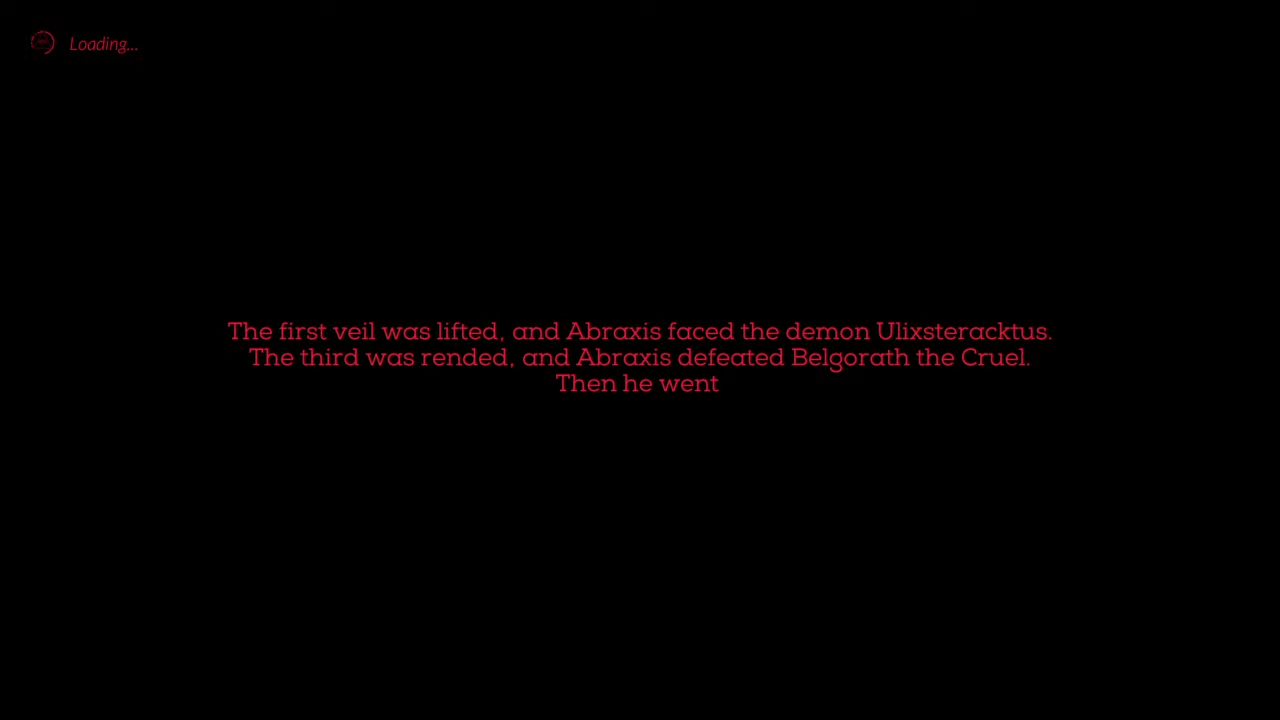 Loading...
The first veil was lifted, and Abraxis faced the demon Ulixsteracktus.
The third was rended, and Abraxis defeated Belgorath the Cruel.
Then he went